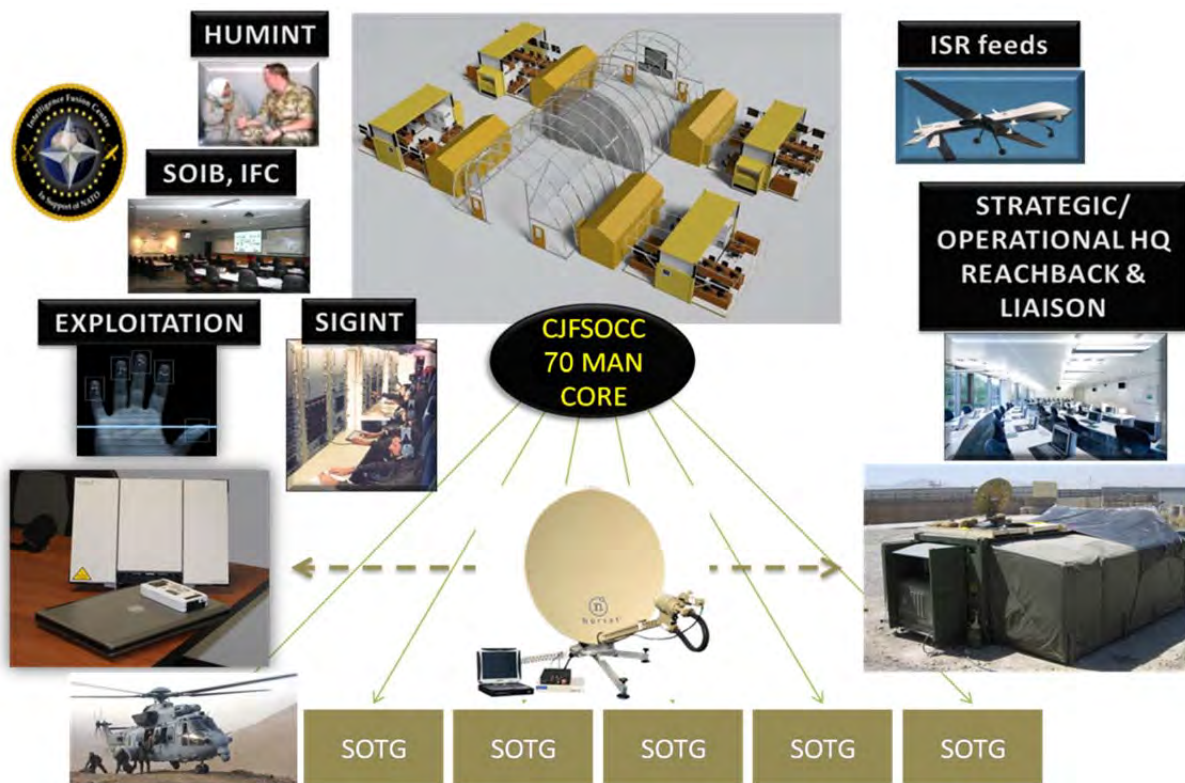 HUMINT
ISR feeds
Intelligence Fusion Centre
In Support of NATO
SOIB, IFC
STRATEGIC/
OPERATIONAL HQ
REACHBACK &
LIAISON
EXPLOITATION
SIGINT
CJFSOCC
70 MAN
CORE
n
SOTG
SOTG
SOTG
SOTG
SOTG